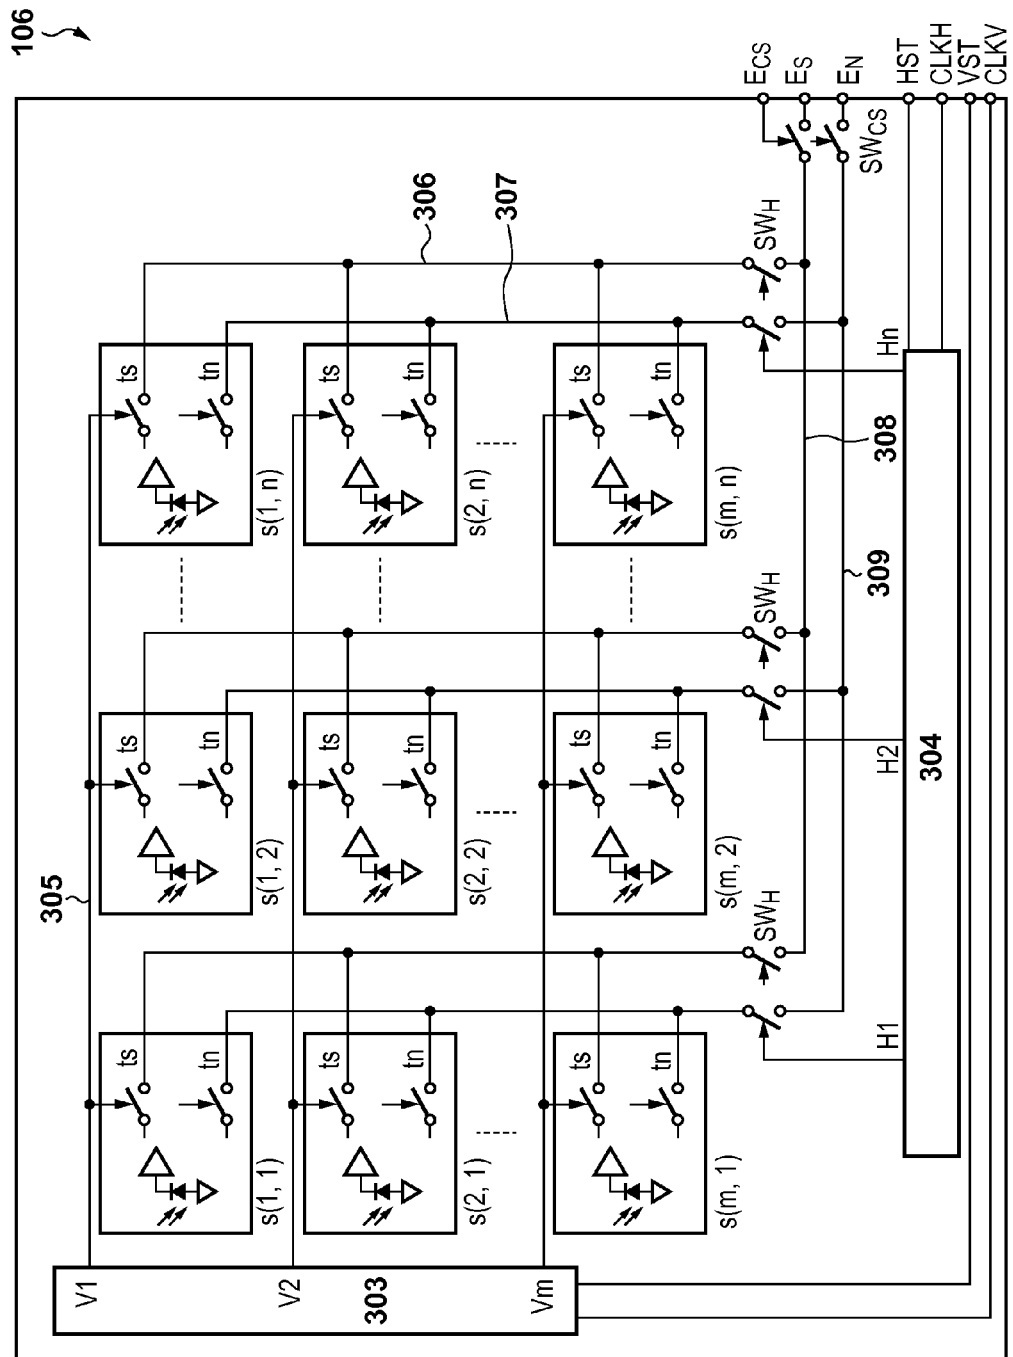 106
ECS
ES
EN
HST
CLKH
VST
CLKV
SWCS
306
307
SWH
ts
tn
s(1, n)
ts
tn
s(2, n)
ts
tn
s(m, n)
Hn
308
309
SWH
305
ts
tn
s(1, 2)
ts
tn
s(2, 2)
ts
tn
s(m, 2)
H2
304
SWH
ts
tn
s(1, 1)
ts
tn
s(2, 1)
ts
tn
s(m, 1)
H1
V1
V2
Vm
303